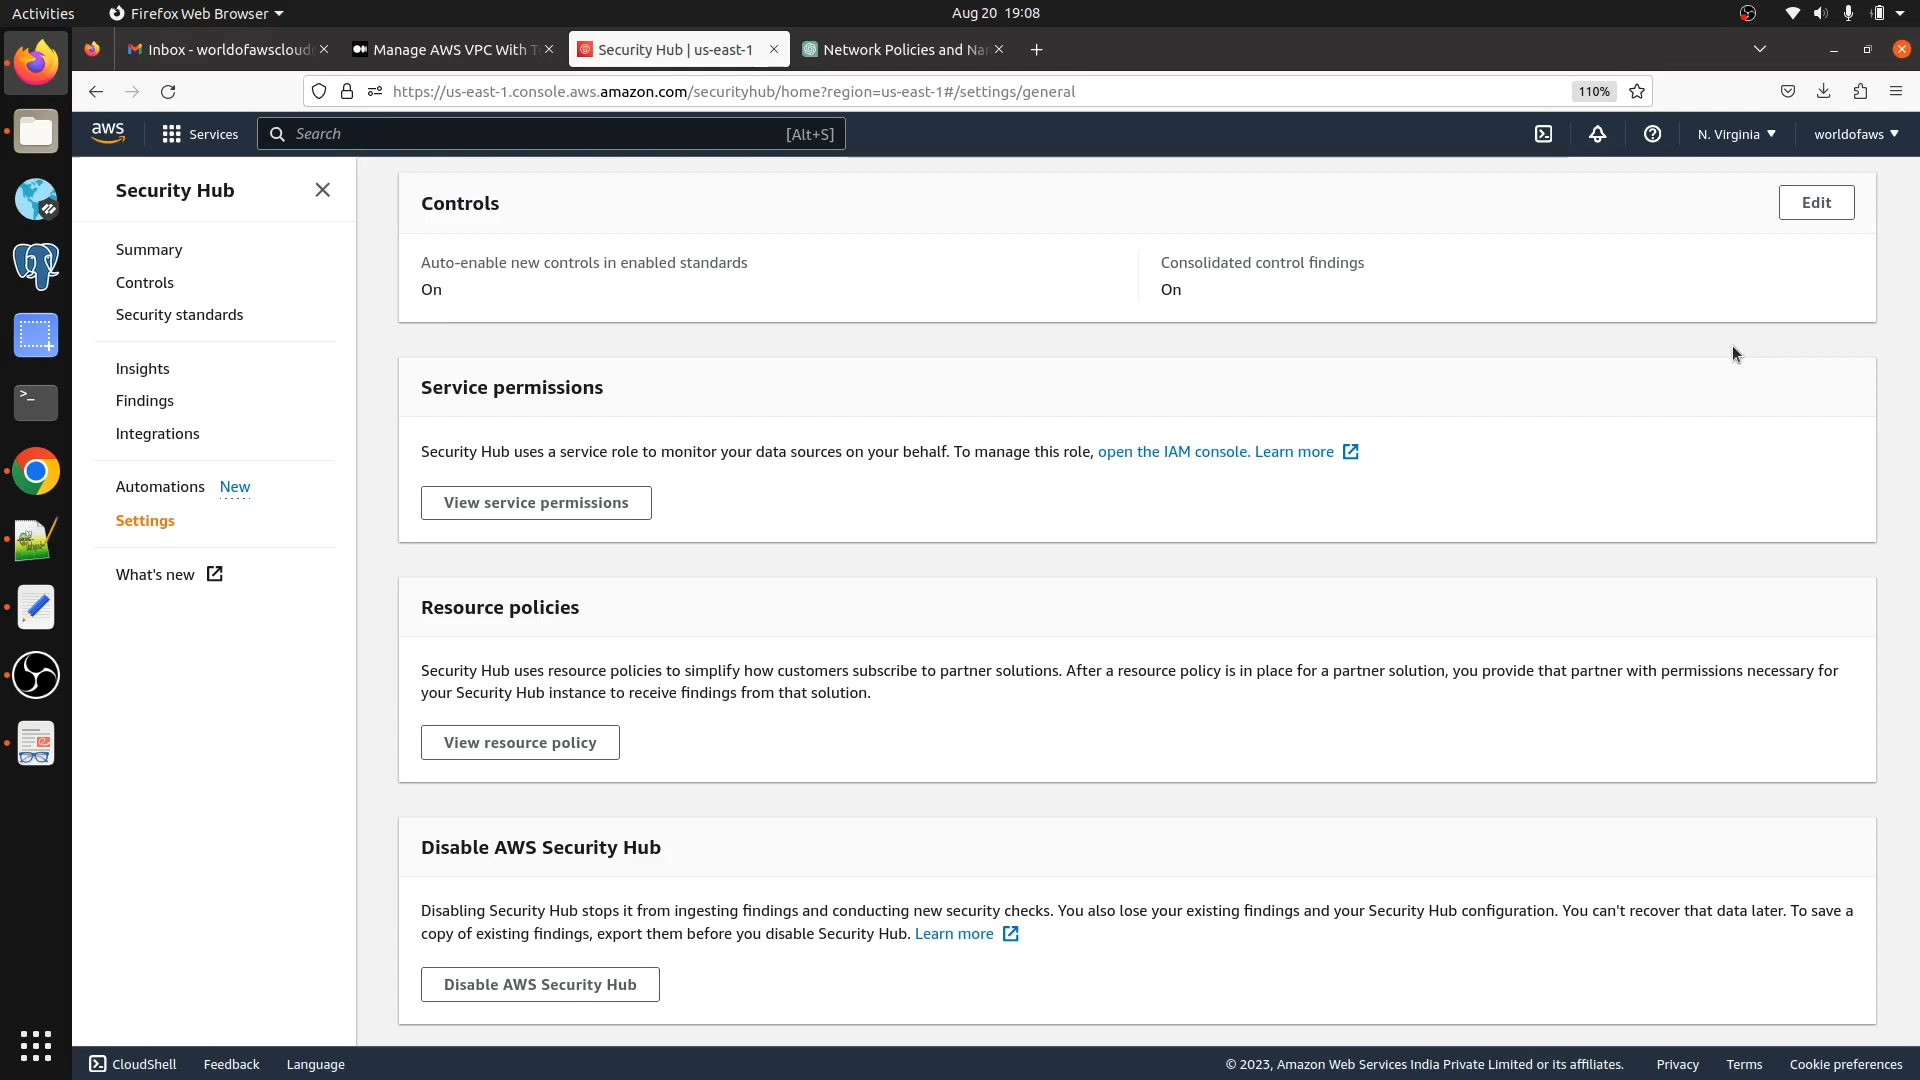 Activities
Firefox Web Browser
Aug 20 19:08
Inbox - worldofawscloud
Manage AWS VPC With T
Security Hub | us-east-1
Network Policies and Na
https://us-east-1.console.aws.amazon.com/securityhub/home?region=us-east-1#/settings/general
110%
aws
Services
Search
[Alt+S]
N. Virginia
worldofaws
Security Hub
Summary
Controls
Security standards
Insights
Findings
Integrations
Automations New
Settings
What's new
Controls
Edit
Auto-enable new controls in enabled standards
On
Consolidated control findings
On
Service permissions
Security Hub uses a service role to monitor your data sources on your behalf. To manage this role, open the IAM console. Learn more
View service permissions
Resource policies
Security Hub uses resource policies to simplify how customers subscribe to partner solutions. After a resource policy is in place for a partner solution, you provide that partner with permissions necessary for
your Security Hub instance to receive findings from that solution.
View resource policy
Disable AWS Security Hub
Disabling Security Hub stops it from ingesting findings and conducting new security checks. You also lose your existing findings and your Security Hub configuration. You can't recover that data later. To save a
copy of existing findings, export them before you disable Security Hub. Learn more
Disable AWS Security Hub
CloudShell
Feedback
Language
© 2023, Amazon Web Services India Private Limited or its affiliates.
Privacy
Terms
Cookie preferences